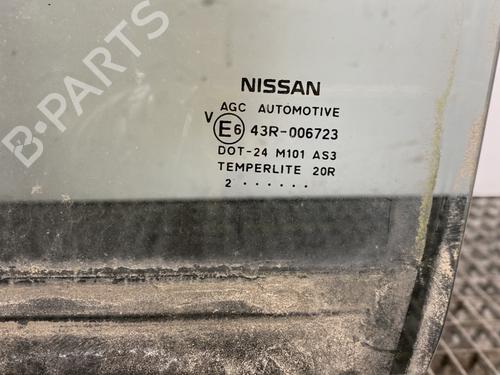 B-PARTS
NISSAN
AGC AUTOMOTIVE
V E6 43R-006723
DOT-24 M101 AS3
TEMPERLITE 20R
2 . . . . . .